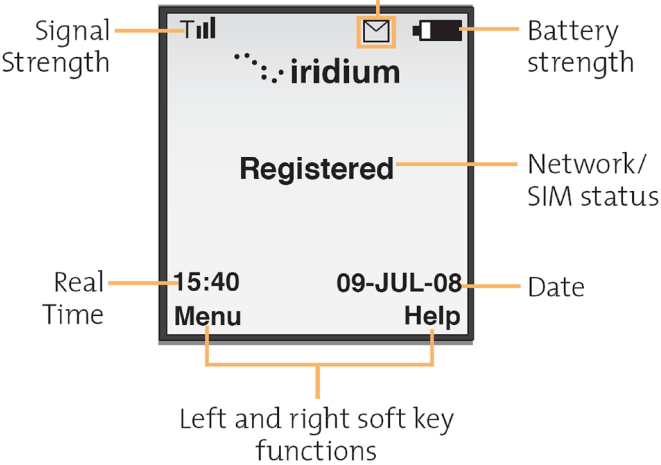 Signal
Strength
T
Battery
strength
iridium
Registered
Network/
SIM status
Real
Time
15:40
09-JUL-08
Date
Menu
Help
Left and right soft key
functions